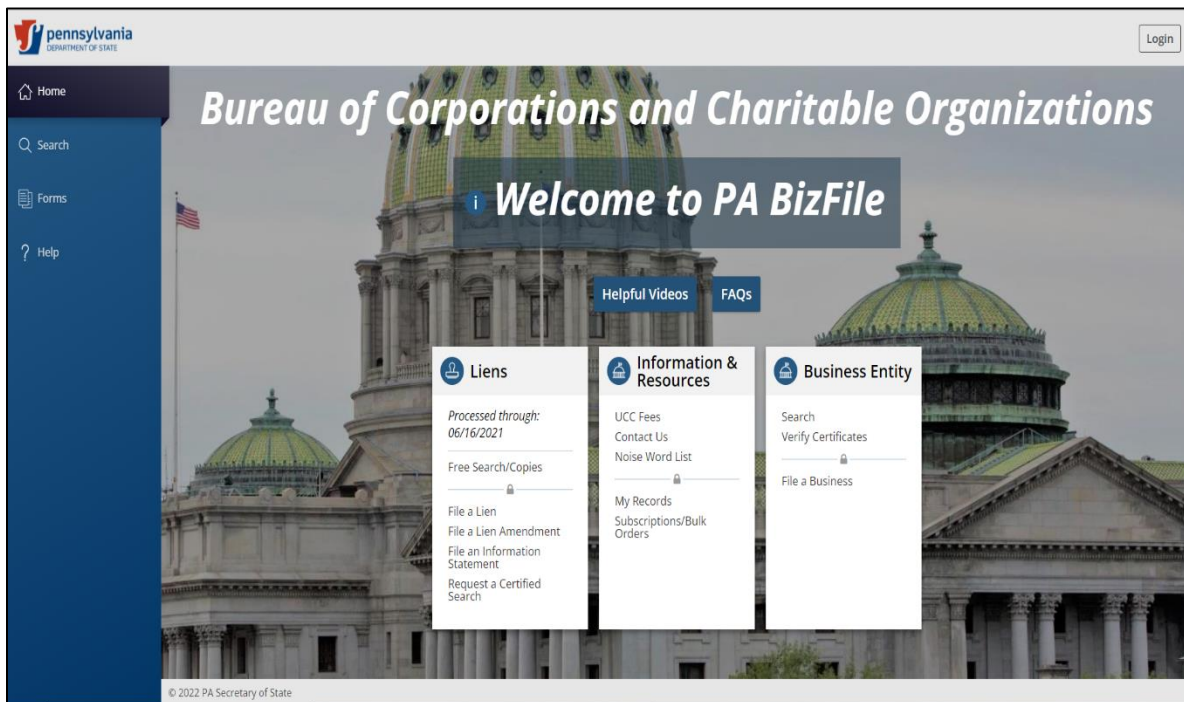 pennsylvania
DEPARTMENT OF STATE
Login
Home
Search
Forms
Help
Bureau of Corporations and Charitable Organizations
Welcome to PA BizFile
Helpful Videos
FAQs
Liens
Processed through:
06/16/2021
Free Search/Copies
File a Lien
File a Lien Amendment
File an Information
Statement
Request a Certified
Search
Information &
Resources
UCC Fees
Contact Us
Noise Word List
My Records
Subscriptions/Bulk
Orders
Business Entity
Search
Verify Certificates
File a Business
© 2022 PA Secretary of State